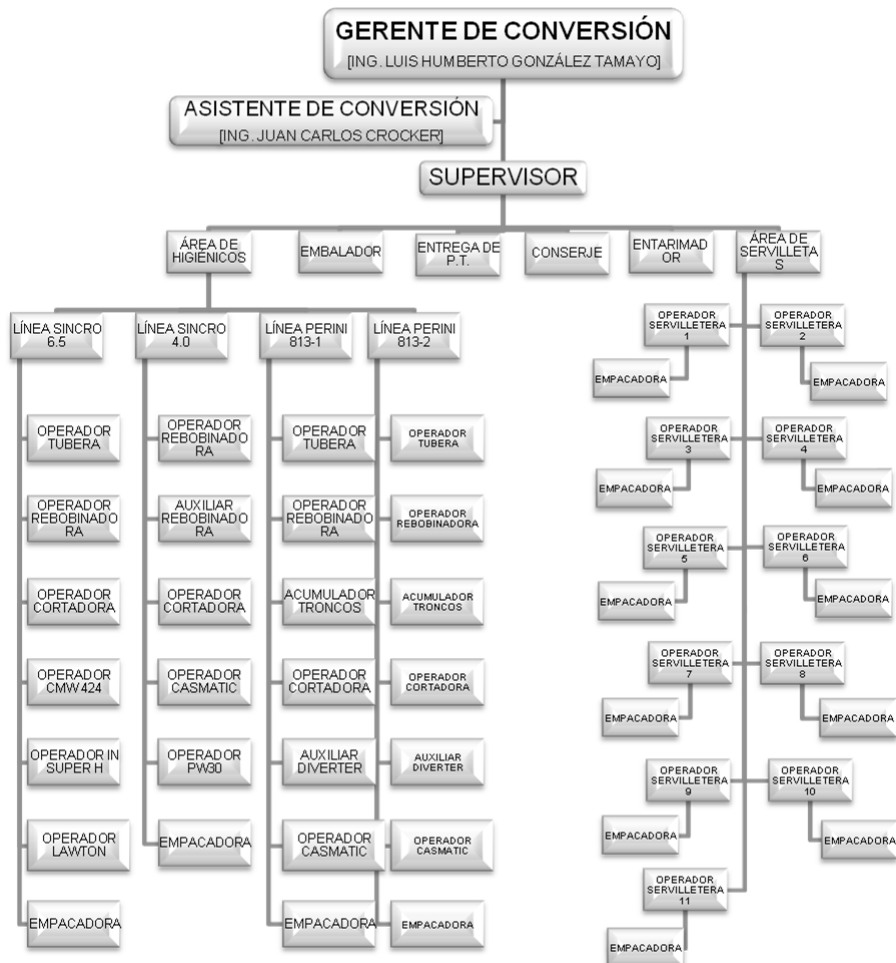 GERENTE DE CONVERSIÓN
[ING. LUIS HUMBERTO GONZÁLEZ TAMAYO]
ASISTENTE DE CONVERSIÓN
[ING. JUAN CARLOS CROCKER]
SUPERVISOR
ÁREA DE
HIGIÉNICOS
EMBALADOR
ENTREGA DE
P.T.
CONSERJE
ENTARIMAD
OR
ÁREA DE
SERVILLETA
S
LÍNEA SINCRO
6.5
OPERADOR
TUBERA
OPERADOR
REBOBINADO
RA
OPERADOR
CORTADORA
OPERADOR
CMW 424
OPERADOR IN
SUPER H
OPERADOR
LAWTON
EMPACADORA
LÍNEA SINCRO
4.0
OPERADOR
REBOBINADO
RA
AUXILIAR
REBOBINADO
RA
OPERADOR
CORTADORA
OPERADOR
CASMATIC
OPERADOR
PW30
EMPACADORA
LÍNEA PERINI
813-1
OPERADOR
TUBERA
OPERADOR
REBOBINADO
RA
ACUMULADOR
TRONCOS
OPERADOR
CORTADORA
AUXILIAR
DIVERTER
OPERADOR
CASMATIC
EMPACADORA
LÍNEA PERINI
813-2
OPERADOR
TUBERA
OPERADOR
REBOBINADORA
ACUMULADOR
TRONCOS
OPERADOR
CORTADORA
AUXILIAR
DIVERTER
OPERADOR
CASMATIC
EMPACADORA
OPERADOR
SERVILLETERA
1
EMPACADORA
OPERADOR
SERVILLETERA
2
EMPACADORA
OPERADOR
SERVILLETERA
3
EMPACADORA
OPERADOR
SERVILLETERA
4
EMPACADORA
OPERADOR
SERVILLETERA
5
EMPACADORA
OPERADOR
SERVILLETERA
6
EMPACADORA
OPERADOR
SERVILLETERA
7
EMPACADORA
OPERADOR
SERVILLETERA
8
EMPACADORA
OPERADOR
SERVILLETERA
9
EMPACADORA
OPERADOR
SERVILLETERA
10
EMPACADORA
OPERADOR
SERVILLETERA
11
EMPACADORA